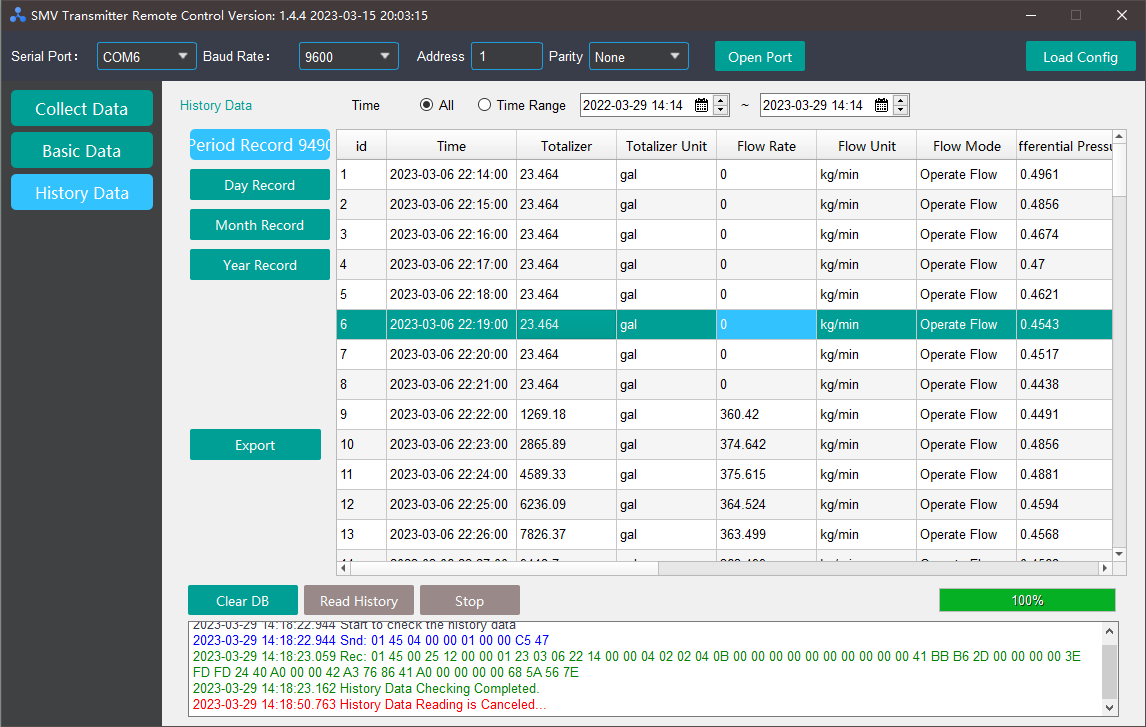 SMV Transmitter Remote Control Version: 1.4.4 2023-03-15 20:03:15
Serial Port: COM6 Baud Rate: 9600 Address 1 Parity None Open Port Load Config
Collect Data
Basic Data
History Data
History Data Time All Time Range 2022-03-29 14:14 ~ 2023-03-29 14:14
Period Record 9490
Day Record
Month Record
Year Record
Export
id Time Totalizer Totalizer Unit Flow Rate Flow Unit Flow Mode fferential Pressu
1 2023-03-06 22:14:00 23.464 gal 0 kg/min Operate Flow 0.4961
2 2023-03-06 22:15:00 23.464 gal 0 kg/min Operate Flow 0.4856
3 2023-03-06 22:16:00 23.464 gal 0 kg/min Operate Flow 0.4674
4 2023-03-06 22:17:00 23.464 gal 0 kg/min Operate Flow 0.47
5 2023-03-06 22:18:00 23.464 gal 0 kg/min Operate Flow 0.4621
6 2023-03-06 22:19:00 23.464 gal 0 kg/min Operate Flow 0.4543
7 2023-03-06 22:20:00 23.464 gal 0 kg/min Operate Flow 0.4517
8 2023-03-06 22:21:00 23.464 gal 0 kg/min Operate Flow 0.4438
9 2023-03-06 22:22:00 1269.18 gal 360.42 kg/min Operate Flow 0.4491
10 2023-03-06 22:23:00 2865.89 gal 374.642 kg/min Operate Flow 0.4856
11 2023-03-06 22:24:00 4589.33 gal 375.615 kg/min Operate Flow 0.4881
12 2023-03-06 22:25:00 6236.09 gal 364.524 kg/min Operate Flow 0.4594
13 2023-03-06 22:26:00 7826.37 gal 363.499 kg/min Operate Flow 0.4568
Clear DB Read History Stop 100%
2023-03-29 14:18:22.944 Start to check the history data
2023-03-29 14:18:22.944 Snd: 01 45 04 00 00 01 00 00 C5 47
2023-03-29 14:18:23.059 Rec: 01 45 00 25 12 00 00 01 23 03 06 22 14 00 00 04 02 02 04 0B 00 00 00 00 00 00 00 00 00 00 41 BB B6 2D 00 00 00 00 3E
FD FD 24 40 A0 00 00 42 A3 76 86 41 A0 00 00 00 00 68 5A 56 7E
2023-03-29 14:18:23.162 History Data Checking Completed.
2023-03-29 14:18:50.763 History Data Reading is Canceled...